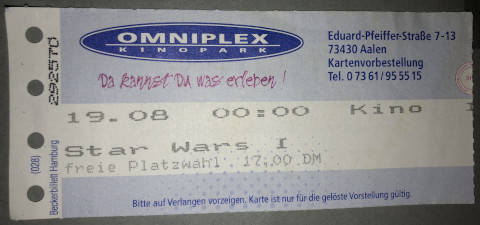 OMNIPLEX
KINOPARK
Da kannst Du was erleben!
Eduard-Pfeiffer-Straße 7-13
73430 Aalen
Kartenvorbestellung
Tel. 0 73 61/95 55 15
19.08 00:00 Kino
Star Wars I
freie Platzwahl 17,00 DM
Bitte auf Verlangen vorzeigen. Karte ist nur für die gelöste Vorstellung gültig.
(028) Beckerbillett Hamburg